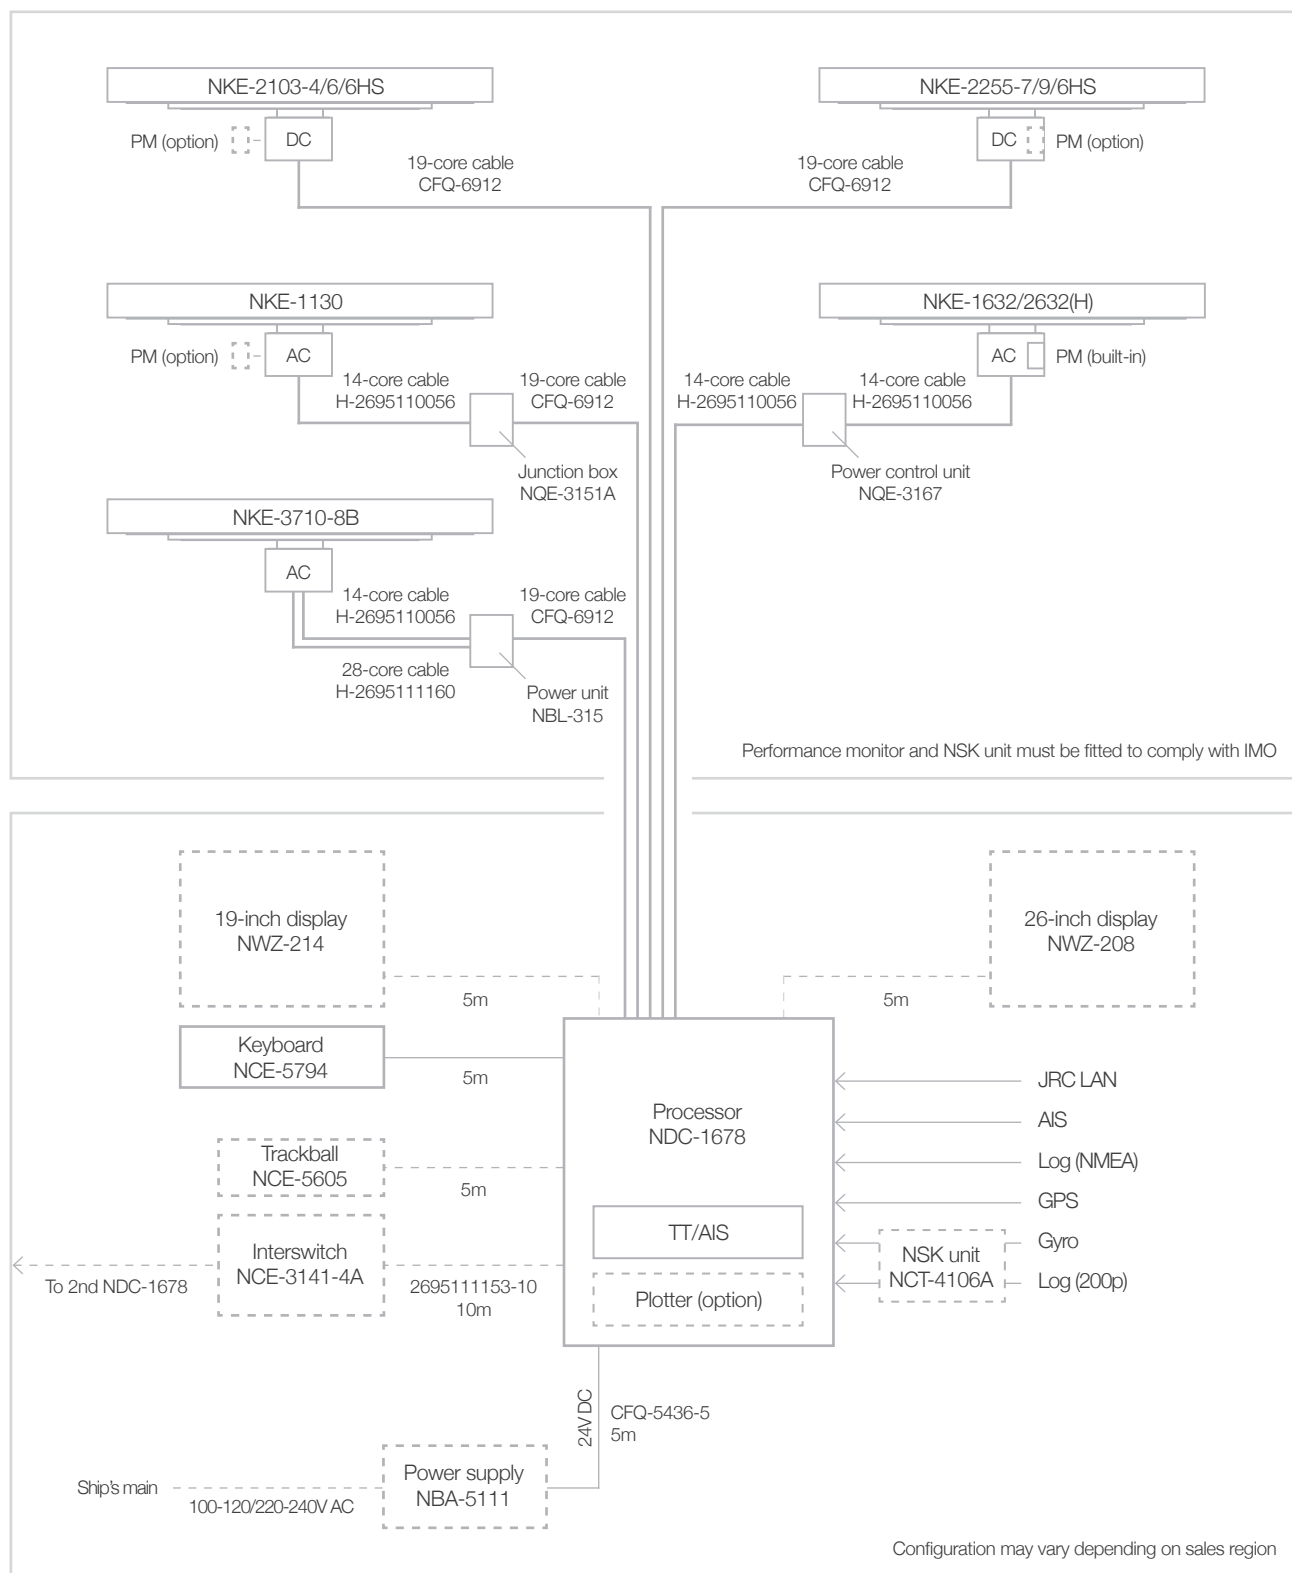 NKE-2103-4/6/6HS
PM (option)
DC
19-core cable
CFQ-6912
NKE-2255-7/9/6HS
DC
PM (option)
19-core cable
CFQ-6912
NKE-1130
PM (option)
AC
14-core cable
H-2695110056
19-core cable
CFQ-6912
Junction box
NQE-3151A
NKE-1632/2632(H)
AC
PM (built-in)
14-core cable
H-2695110056
14-core cable
H-2695110056
Power control unit
NQE-3167
NKE-3710-8B
AC
14-core cable
H-2695110056
19-core cable
CFQ-6912
28-core cable
H-2695111160
Power unit
NBL-315
Performance monitor and NSK unit must be fitted to comply with IMO
19-inch display
NWZ-214
5m
26-inch display
NWZ-208
5m
Keyboard
NCE-5794
5m
Processor
NDC-1678
JRC LAN
AIS
Log (NMEA)
GPS
Gyro
Log (200p)
NSK unit
NCT-4106A
Trackball
NCE-5605
5m
TT/AIS
Plotter (option)
Interswitch
NCE-3141-4A
To 2nd NDC-1678
2695111153-10
10m
24V DC
CFQ-5436-5
5m
Ship's main
100-120/220-240V AC
Power supply
NBA-5111
Configuration may vary depending on sales region